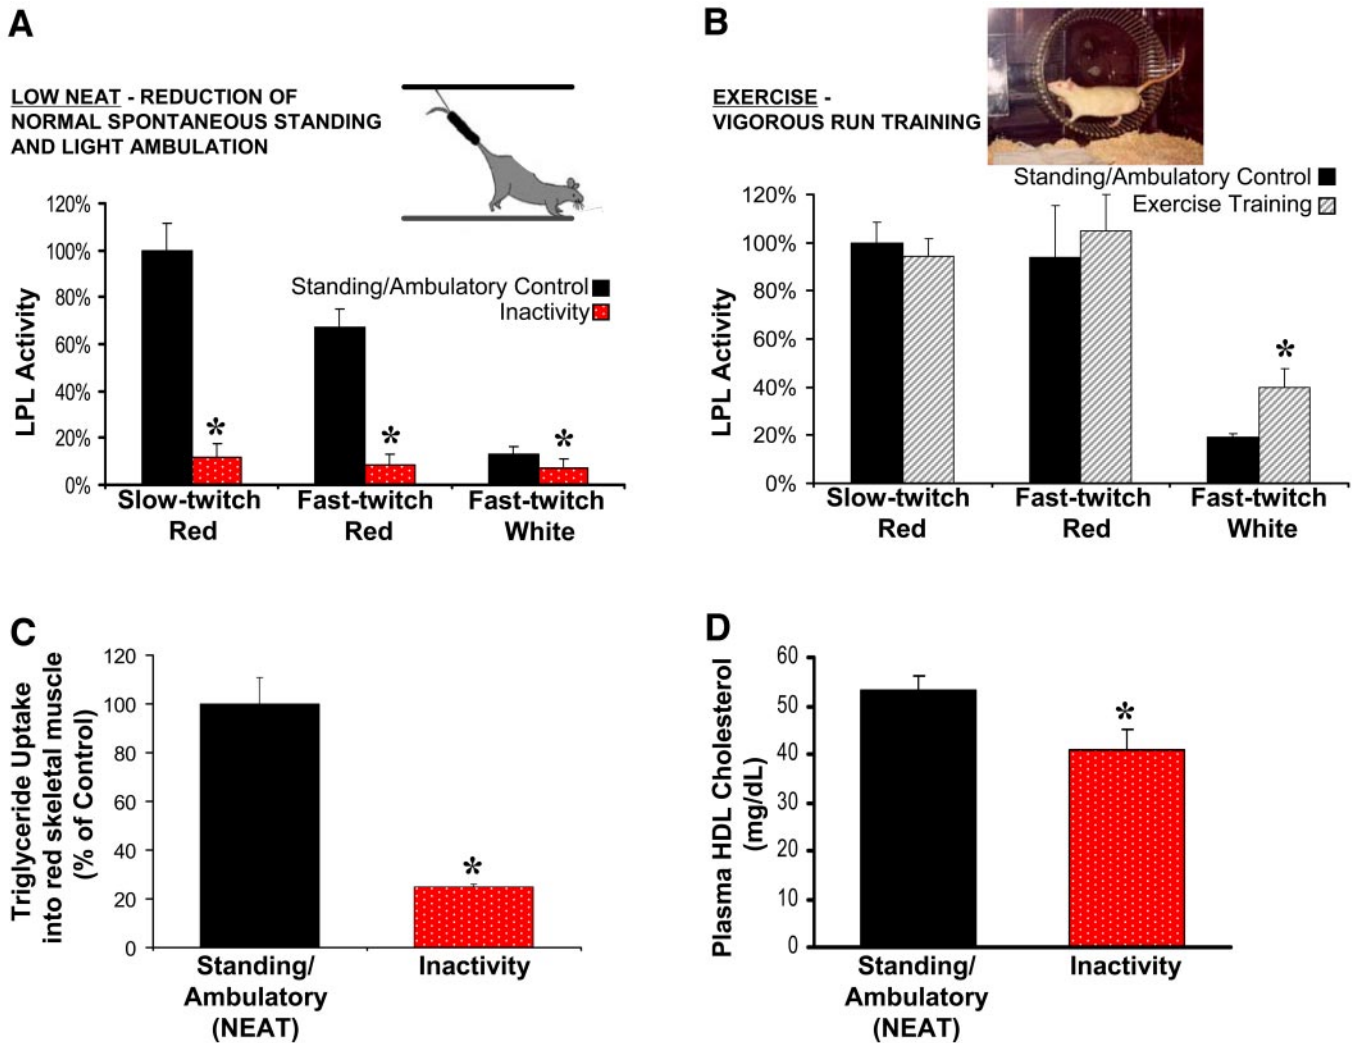 A
LOW NEAT - REDUCTION OF
NORMAL SPONTANEOUS STANDING
AND LIGHT AMBULATION
LPL Activity
120%
100%
80%
60%
40%
20%
0%
Standing/Ambulatory Control
Inactivity
*
*
*
Slow-twitch
Red
Fast-twitch
Red
Fast-twitch
White
B
EXERCISE -
VIGOROUS RUN TRAINING
LPL Activity
120%
100%
80%
60%
40%
20%
0%
Standing/Ambulatory Control
Exercise Training
*
Slow-twitch
Red
Fast-twitch
Red
Fast-twitch
White
C
Triglyceride Uptake
into red skeletal muscle
(% of Control)
120
100
80
60
40
20
0
*
Standing/
Ambulatory
(NEAT)
Inactivity
D
Plasma HDL Cholesterol
(mg/dL)
60
50
40
30
20
10
0
*
Standing/
Ambulatory
(NEAT)
Inactivity